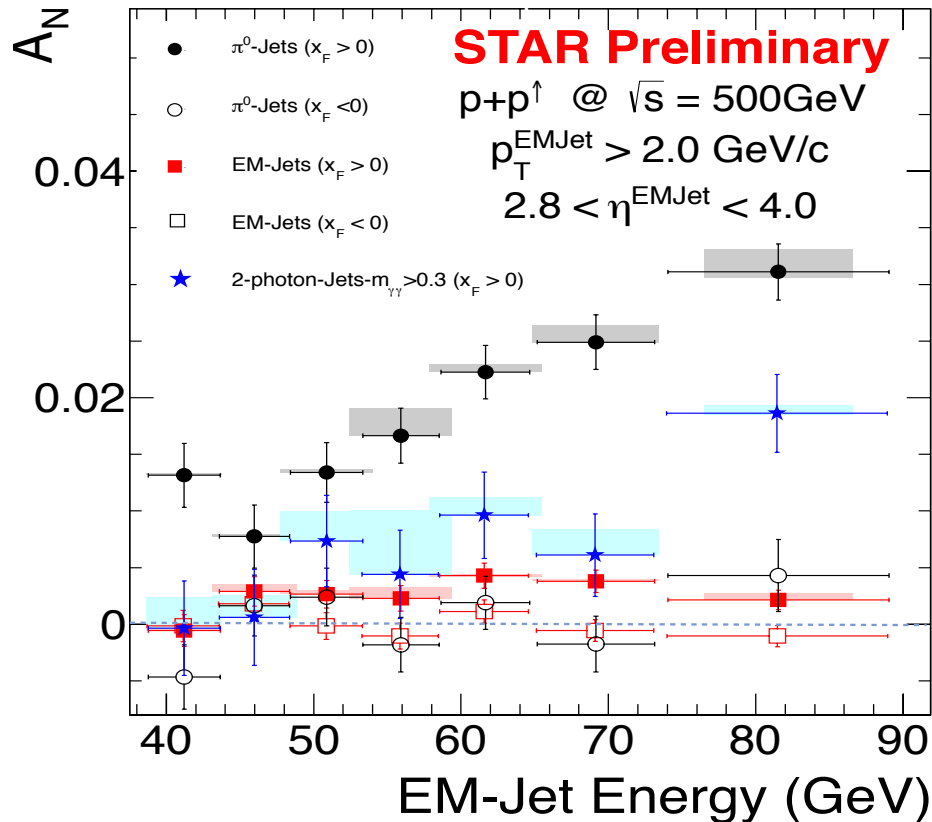 A_N
π⁰-Jets (x_F > 0)
π⁰-Jets (x_F <0)
EM-Jets (x_F > 0)
EM-Jets (x_F < 0)
2-photon-Jets-m_γγ>0.3 (x_F > 0)
STAR Preliminary
p+p↑ @ √s = 500GeV
p_T^EMJet > 2.0 GeV/c
2.8 < η^EMJet < 4.0
0.04
0.02
0
40 50 60 70 80 90
EM-Jet Energy (GeV)